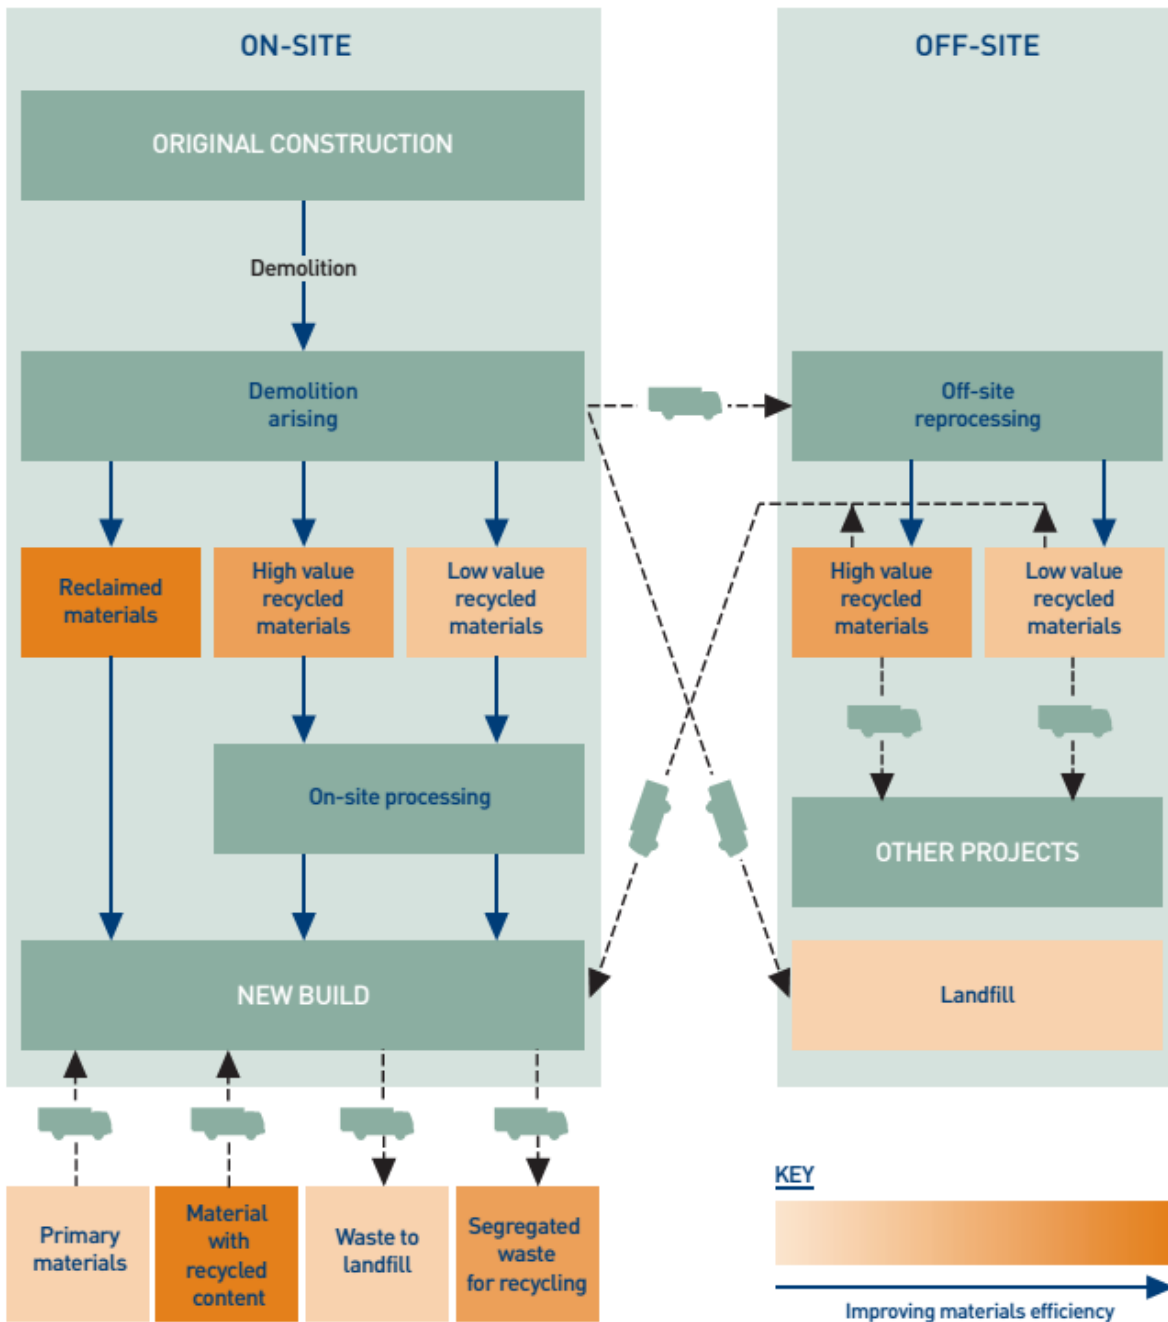 ON-SITE
OFF-SITE
ORIGINAL CONSTRUCTION
Demolition
Demolition
arising
Off-site
reprocessing
Reclaimed
materials
High value
recycled
materials
Low value
recycled
materials
High value
recycled
materials
Low value
recycled
materials
On-site processing
OTHER PROJECTS
NEW BUILD
Landfill
Primary
materials
Material
with
recycled
content
Waste to
landfill
Segregated
waste
for recycling
KEY
Improving materials efficiency